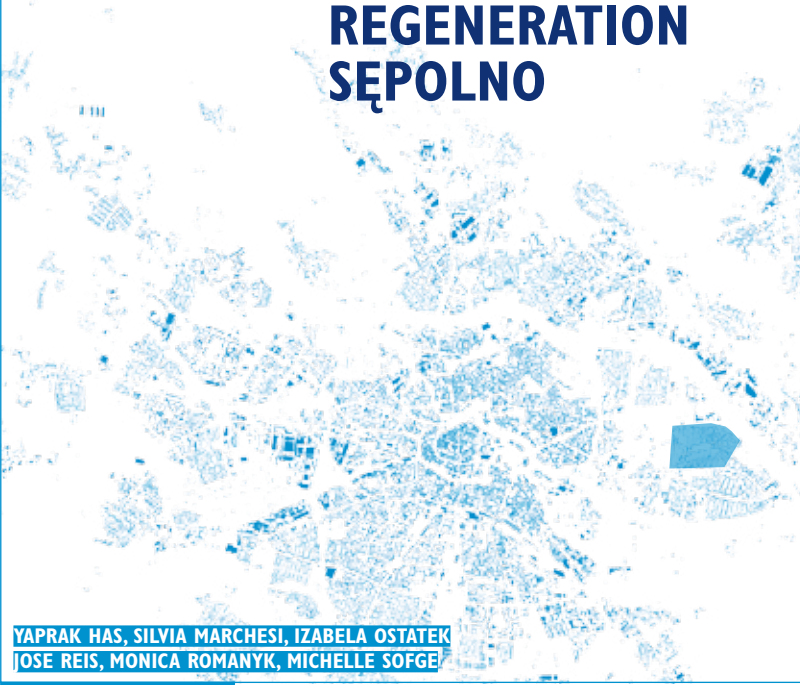 REGENERATION
SĘPOLNO
YAPRAK HAS, SILVIA MARCHESI, IZABELA OSTATEK
JOSE REIS, MONICA ROMANYK, MICHELLE SOFGE